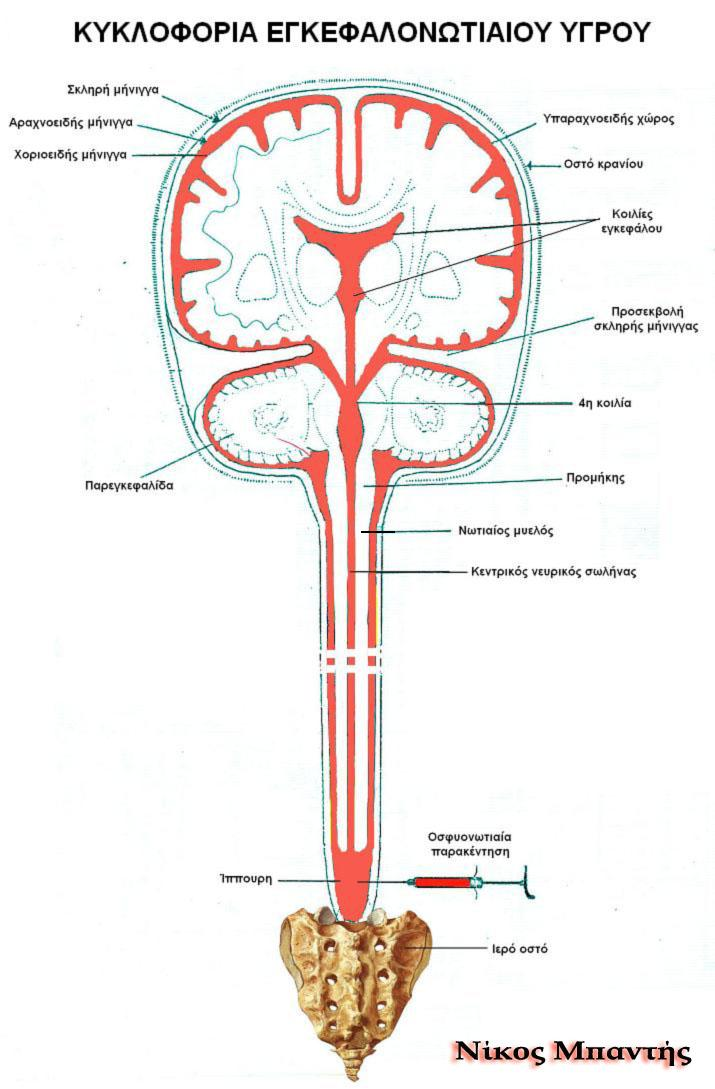 ΚΥΚΛΟΦΟΡΙΑ ΕΓΚΕΦΑΛΟΝΩΤΙΑΙΟΥ ΥΓΡΟΥ
Σκληρή μήνιγγα
Αραχνοειδής μήνιγγα
Χοριοειδής μήνιγγα
Υπαραχνοειδής χώρος
Οστό κρανίου
Κοιλίες
εγκεφάλου
Προσεκβολή
σκληρής μήνιγγας
4η κοιλία
Παρεγκεφαλίδα
Προμήκης
Νωτιαίος μυελός
Κεντρικός νευρικός σωλήνας
Οσφυονωτιαία
παρακέντηση
Ίππουρη
Ιερό οστό
Νίκος Μπαντής